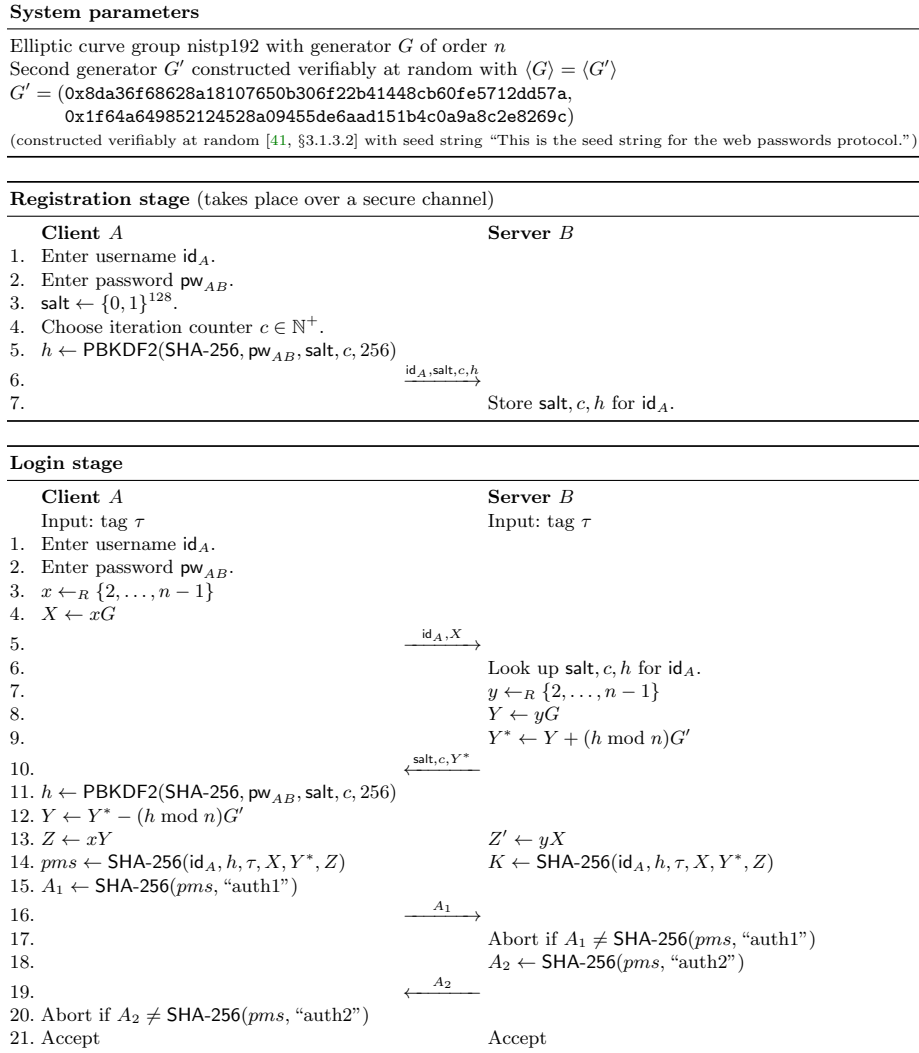 System parameters
Elliptic curve group nistp192 with generator G of order n
Second generator G′ constructed verifiably at random with ⟨G⟩ = ⟨G′⟩
G′ = (0x8da36f68628a18107650b306f22b41448cb60fe5712dd57a,
0x1f64a649852124528a09455de6aad151b4c0a9a8c2e8269c)
(constructed verifiably at random [41, §3.1.3.2] with seed string “This is the seed string for the web passwords protocol.”)
Registration stage (takes place over a secure channel)
Client A Server B
1. Enter username id_A.
2. Enter password pw_AB.
3. salt ← {0, 1}^128.
4. Choose iteration counter c ∈ ℕ^+.
5. h ← PBKDF2(SHA-256, pw_AB, salt, c, 256)
6. id_A,salt,c,h →
7. Store salt, c, h for id_A.
Login stage
Client A Server B
Input: tag τ Input: tag τ
1. Enter username id_A.
2. Enter password pw_AB.
3. x ←_R {2, . . . , n − 1}
4. X ← xG
5. id_A,X →
6. Look up salt, c, h for id_A.
7. y ←_R {2, . . . , n − 1}
8. Y ← yG
9. Y* ← Y + (h mod n)G′
10. salt,c,Y* ←
11. h ← PBKDF2(SHA-256, pw_AB, salt, c, 256)
12. Y ← Y* − (h mod n)G′
13. Z ← xY Z′ ← yX
14. pms ← SHA-256(id_A, h, τ, X, Y*, Z) K ← SHA-256(id_A, h, τ, X, Y*, Z)
15. A_1 ← SHA-256(pms, “auth1”)
16. A_1 →
17. Abort if A_1 ≠ SHA-256(pms, “auth1”)
18. A_2 ← SHA-256(pms, “auth2”)
19. A_2 ←
20. Abort if A_2 ≠ SHA-256(pms, “auth2”)
21. Accept Accept